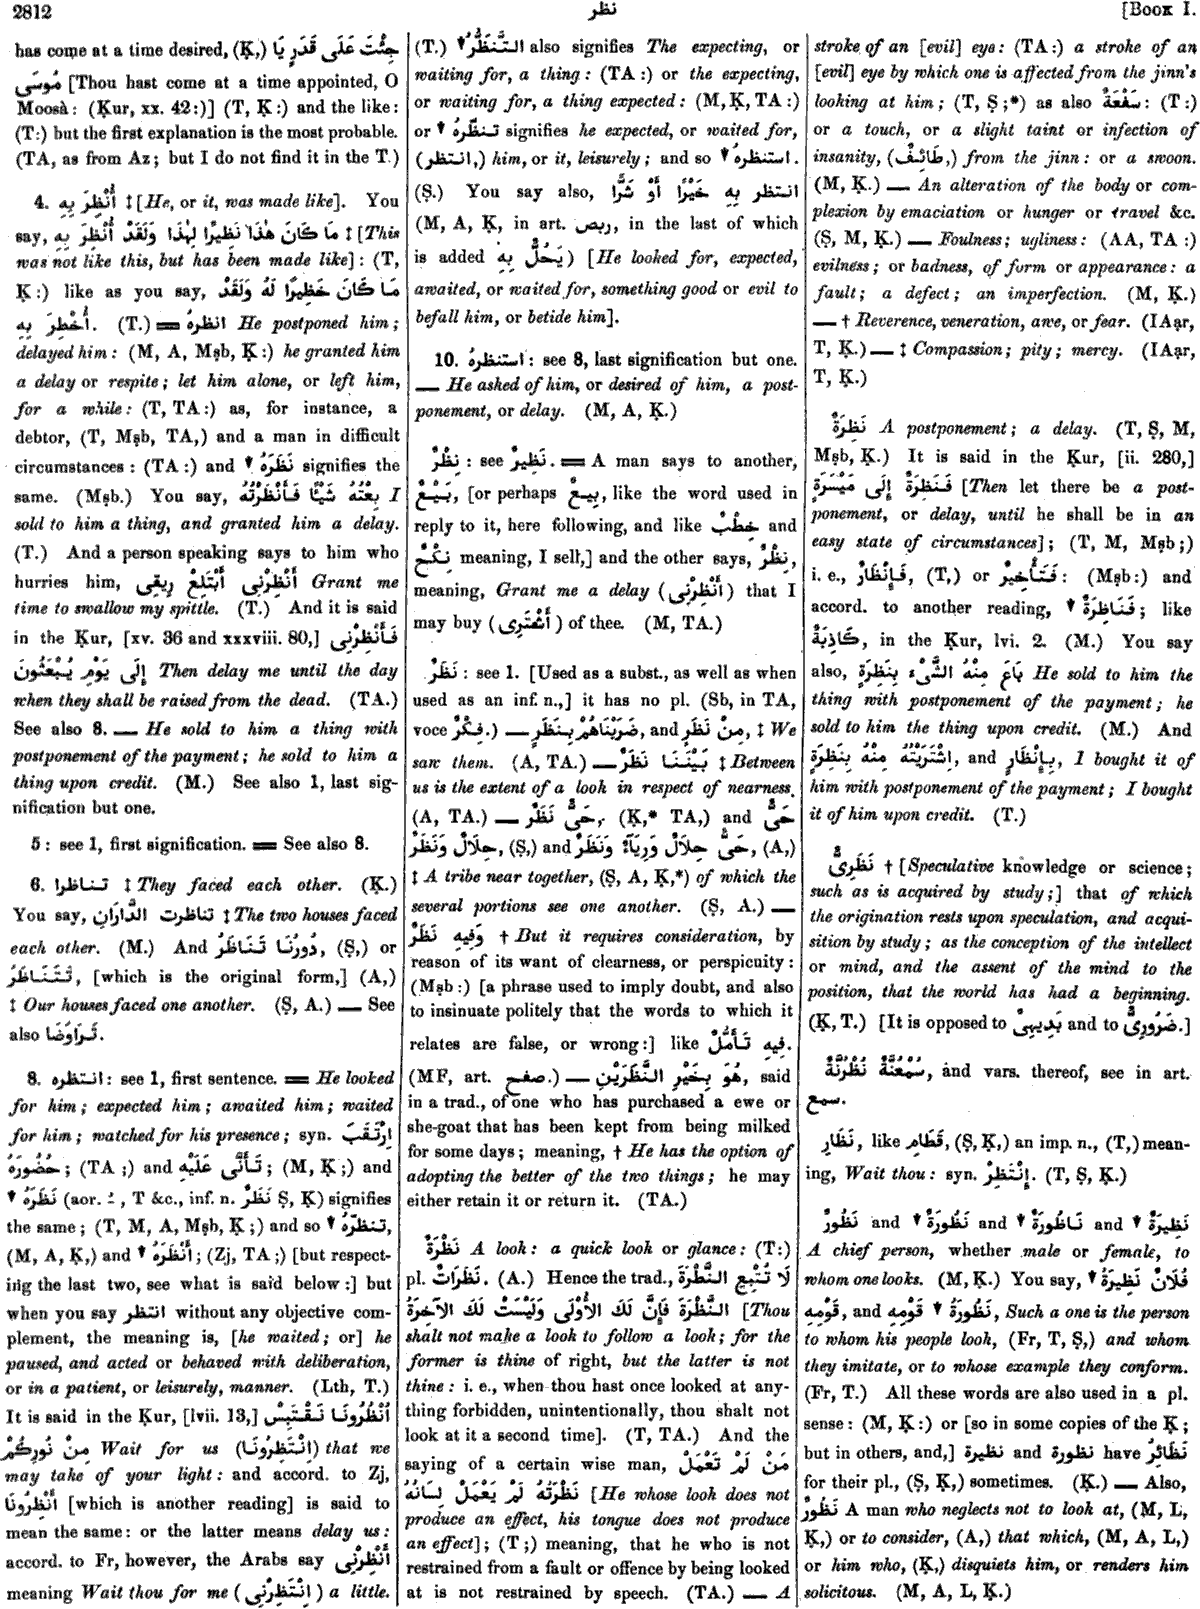 2812
نظر
[Book I.
has come at a time desired, (Ḳ,) جِئْتَ عَلَى قَدَرٍ يَا
مُوسَى [Thou hast come at a time appointed, O
Moosà: (Ḳur, xx. 42:)] (T, Ḳ:) and the like:
(T:) but the first explanation is the most probable.
(TA, as from Az; but I do not find it in the T.)
4. أُنْظِرَ بِهِ ‡ [He, or it, was made like]. You
say, مَا كَانَ هٰذَا نَظِيرًا لِهٰذَا وَلَقَدْ أُنْظِرَ بِهِ ‡ [This
was not like this, but has been made like]: (T,
Ḳ:) like as you say, مَا كَانَ خَطِيرًا لَهُ وَلَقَدْ
أُخْطِرَ بِهِ. (T.) ══ انظرهُ He postponed him;
delayed him: (M, A, Mṣb, Ḳ:) he granted him
a delay or respite; let him alone, or left him,
for a while: (T, TA:) as, for instance, a
debtor, (T, Mṣb, TA,) and a man in difficult
circumstances: (TA:) and ▼ نَظَرَهُ signifies the
same. (Mṣb.) You say, بِعْتُهُ شَيْئًا فَأَنْظَرْتُهُ I
sold to him a thing, and granted him a delay.
(T.) And a person speaking says to him who
hurries him, أَنْظِرْنِى أَبْتَلِعْ رِيقِى Grant me
time to swallow my spittle. (T.) And it is said
in the Ḳur, [xv. 36 and xxxviii. 80,] فَأَنْظِرْنِى
إِلَى يَوْمِ يُبْعَثُونَ Then delay me until the day
when they shall be raised from the dead. (TA.)
See also 8. — He sold to him a thing with
postponement of the payment; he sold to him a
thing upon credit. (M.) See also 1, last sig-
nification but one.
5: see 1, first signification. ══ See also 8.
6. تناظرا ‡ They faced each other. (Ḳ.)
You say, تناظرت الدَّارَانِ ‡ The two houses faced
each other. (M.) And دُورُنَا تَنَاظَرُ, (Ṣ,) or
تَتَنَاظَرُ, [which is the original form,] (A,)
‡ Our houses faced one another. (Ṣ, A.) — See
also تَرَاوَضَا.
8. انتظرهُ: see 1, first sentence. ══ He looked
for him; expected him; awaited him; waited
for him; watched for his presence; syn. اِرْتَقَبَ
حُضُورَهُ; (TA;) and تَأَنَّى عَلَيْهِ; (M, Ḳ;) and
▼ نَظَرَهُ (aor. ـُ, T &c., inf. n. نَظَرٌ Ṣ, Ḳ) signifies
the same; (T, M, A, Mṣb, Ḳ;) and so ▼ تنظّرهُ,
(M, A, Ḳ,) and ▼ أَنْظَرَهُ; (Zj, TA;) [but respect-
ing the last two, see what is said below:] but
when you say انتظر without any objective com-
plement, the meaning is, [he waited; or] he
paused, and acted or behaved with deliberation,
or in a patient, or leisurely, manner. (Lth, T.)
It is said in the Ḳur, [lvii. 13,] اُنْظُرُونَا نَقْتَبِسْ
مِنْ نُورِكُمْ Wait for us (اِنْتَظِرُونَا) that we
may take of your light: and accord. to Zj,
أَنْظِرُونَا [which is another reading] is said to
mean the same: or the latter means delay us:
accord. to Fr, however, the Arabs say أَنْظِرْنِى
meaning Wait thou for me (اِنْتَظِرْنِى) a little.
(T.) ▼ التَّنَظُّرُ also signifies The expecting, or
waiting for, a thing: (TA:) or the expecting,
or waiting for, a thing expected: (M, Ḳ, TA:)
or ▼ تنظّرهُ signifies he expected, or waited for,
(انتظر,) him, or it, leisurely; and so ▼ استنظرهُ.
(Ṣ.) You say also, انتظر بِهِ خَيْرًا أَوْ شَرًّا
(M, A, Ḳ, in art. ربص, in the last of which
is added يَحُلُّ بِهِ) [He looked for, expected,
awaited, or waited for, something good or evil to
befall him, or betide him].
10. استنظرهُ: see 8, last signification but one.
— He asked of him, or desired of him, a post-
ponement, or delay. (M, A, Ḳ.)
نِظْرٌ: see نَظِيرٌ. ══ A man says to another,
بَيْعٌ, [or perhaps بِيعٌ, like the word used in
reply to it, here following, and like خِطْبٌ and
نِكْحٌ meaning, I sell,] and the other says, نِظْرٌ,
meaning, Grant me a delay (أَنْظِرْنِى) that I
may buy (أَشْتَرِى) of thee. (M, TA.)
نَظَرٌ: see 1. [Used as a subst., as well as when
used as an inf. n.,] it has no pl. (Sb, in TA,
voce فِكْرٌ.) — ضَرَبْنَاهُمْ بِنَظَرٍ, and مِنْ نَظَرٍ, ‡ We
saw them. (A, TA.) — بَيْنَنَا نَظَرٌ ‡ Between
us is the extent of a look in respect of nearness.
(A, TA.) — حَىٌّ نَظَرٌ, (Ḳ,* TA,) and حَىٌّ
حِلَالٌ وَنَظَرٌ, (Ṣ,) and حَىٌّ حِلَالٌ وَرِيَآءٌ وَنَظَرٌ, (A,)
‡ A tribe near together, (Ṣ, A, Ḳ,*) of which the
several portions see one another. (Ṣ, A.) —
وَفِيهِ نَظَرٌ † But it requires consideration, by
reason of its want of clearness, or perspicuity:
(Mṣb:) [a phrase used to imply doubt, and also
to insinuate politely that the words to which it
relates are false, or wrong:] like فِيهِ تَأَمُّلٌ.
(MF, art. صفح.) — هُوَ بِخَيْرِ النَّظَرَيْنِ, said
in a trad., of one who has purchased a ewe or
she-goat that has been kept from being milked
for some days; meaning, † He has the option of
adopting the better of the two things; he may
either retain it or return it. (TA.)
نَظْرَةٌ A look: a quick look or glance: (T:)
pl. نَظَرَاتٌ. (A.) Hence the trad., لَا تُتْبِعِ النَّظْرَةَ
النَّظْرَةَ فَإِنَّ لَكَ الأُوْلَى وَلَيْسَتْ لَكَ الآخِرَةُ [Thou
shalt not make a look to follow a look; for the
former is thine of right, but the latter is not
thine: i. e., when thou hast once looked at any-
thing forbidden, unintentionally, thou shalt not
look at it a second time]. (T, TA.) And the
saying of a certain wise man, مَنْ لَمْ تَعْمَلْ
نَظْرَتُهُ لَمْ يَعْمَلْ لِسَانُهُ [He whose look does not
produce an effect, his tongue does not produce
an effect]; (T;) meaning, that he who is not
restrained from a fault or offence by being looked
at is not restrained by speech. (TA.) — A
stroke of an [evil] eye: (TA:) a stroke of an
[evil] eye by which one is affected from the jinn's
looking at him; (T, Ṣ;*) as also سَفْعَةٌ: (T:)
or a touch, or a slight taint or infection of
insanity, (طَائِفٌ,) from the jinn: or a swoon.
(M, Ḳ.) — An alteration of the body or com-
plexion by emaciation or hunger or travel &c.
(Ṣ, M, Ḳ.) — Foulness; ugliness: (AA, TA:)
evilness; or badness, of form or appearance: a
fault; a defect; an imperfection. (M, Ḳ.)
— † Reverence, veneration, awe, or fear. (IAạr,
T, Ḳ.) — ‡ Compassion; pity; mercy. (IAạr,
T, Ḳ.)
نَظِرَةٌ A postponement; a delay. (T, Ṣ, M,
Mṣb, Ḳ.) It is said in the Ḳur, [ii. 280,]
فَنَظِرَةٌ إِلَى مَيْسَرَةٍ [Then let there be a post-
ponement, or delay, until he shall be in an
easy state of circumstances]; (T, M, Mṣb;)
i. e., فَإِنْظَارٌ, (T,) or فَتَأْخِيرٌ: (Mṣb:) and
accord. to another reading, ▼ فَنَاظِرَةٌ; like
كَاذِبَةٌ, in the Ḳur, lvi. 2. (M.) You say
also, بَاعَ مِنْهُ الشَّىْءَ بِنَظِرَةٍ He sold to him the
thing with postponement of the payment; he
sold to him the thing upon credit. (M.) And
اِشْتَرَيْتُهُ مِنْهُ بِنَظِرَةٍ, and بِإِنْظَارٍ, I bought it of
him with postponement of the payment; I bought
it of him upon credit. (T.)
نَظَرِىٌّ † [Speculative knowledge or science;
such as is acquired by study;] that of which
the origination rests upon speculation, and acqui-
sition by study; as the conception of the intellect
or mind, and the assent of the mind to the
position, that the world has had a beginning.
(Ḳ, T.) [It is opposed to بَدِيهِىٌّ and to ضَرُورِىٌّ.]
سُمْعُنَّةٌ نُظْرُنَّةٌ, and vars. thereof, see in art.
سمع.
نَظَارِ, like قَطَامِ, (Ṣ, Ḳ,) an imp. n., (T,) mean-
ing, Wait thou: syn. اِنْتَظِرْ. (T, Ṣ, Ḳ.)
نَظُورٌ and ▼ نَظُورَةٌ and ▼ نَاظُورَةٌ and ▼ نَظِيرَةٌ
A chief person, whether male or female, to
whom one looks. (M, Ḳ.) You say, ▼ فُلَانٌ نَظِيرَةُ
قَوْمِهِ, and ▼ نَظُورَةُ قَوْمِهِ, Such a one is the person
to whom his people look, (Fr, T, Ṣ,) and whom
they imitate, or to whose example they conform.
(Fr, T.) All these words are also used in a pl.
sense: (M, Ḳ:) or [so in some copies of the Ḳ;
but in others, and,] نظيرة and نظورة have نَظَائِرُ
for their pl., (Ṣ, Ḳ,) sometimes. (Ḳ.) — Also,
نَظُورٌ A man who neglects not to look at, (M, L,
Ḳ,) or to consider, (A,) that which, (M, A, L,)
or him who, (Ḳ,) disquiets him, or renders him
solicitous. (M, A, L, Ḳ.)